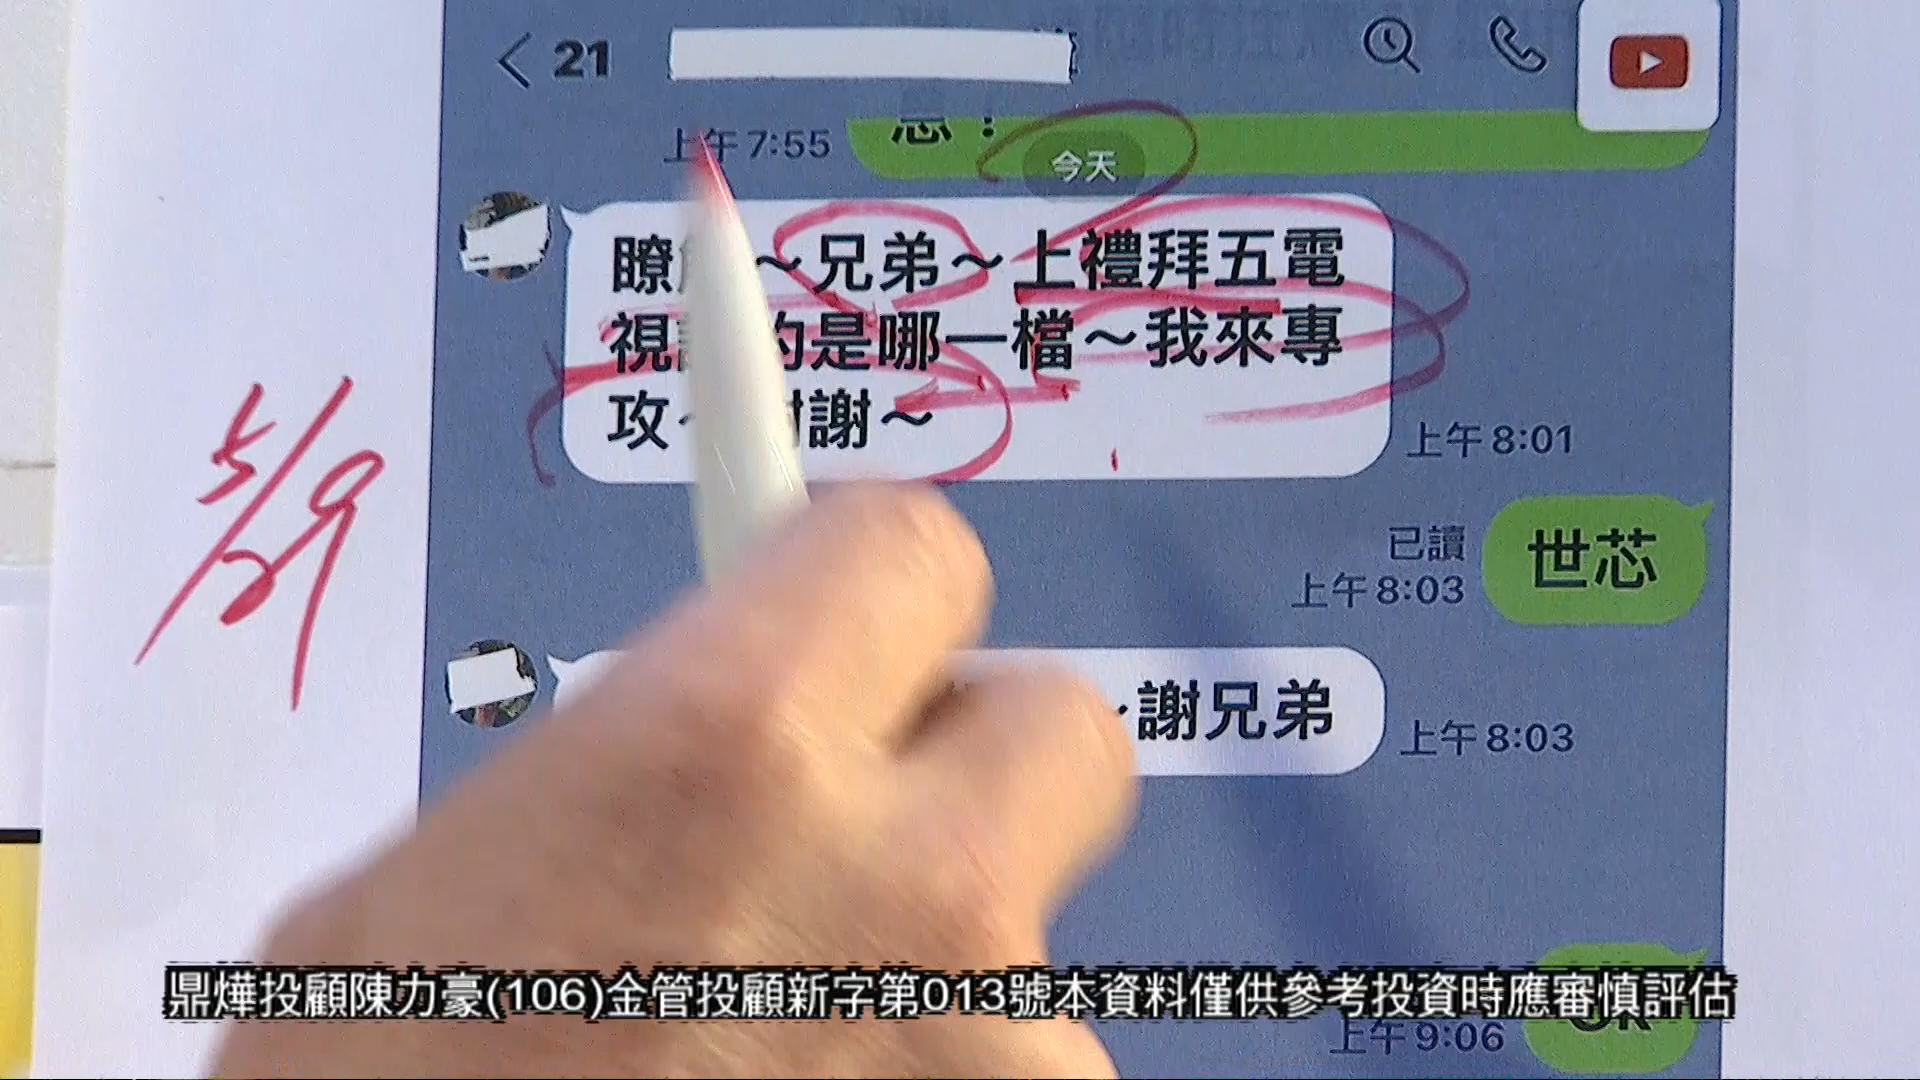 21
上午 7:55
今天
瞭～兄弟～上禮拜五電
視的是哪一檔～我來專
攻謝～
上午 8:01
5/29
世芯
已讀
上午 8:03
謝兄弟
上午 8:03
OK
上午 9:06
鼎燁投顧陳力豪(106)金管投顧新字第013號本資料僅供參考投資時應審慎評估